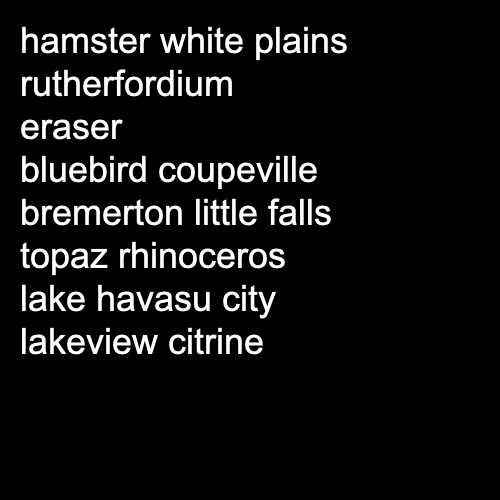 hamster white plains
rutherfordium
eraser
bluebird coupeville
bremerton little falls
topaz rhinoceros
lake havasu city
lakeview citrine